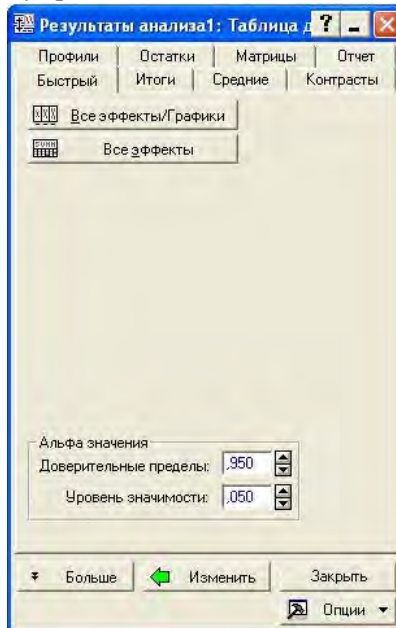 Результаты анализа1: Таблица д
Профили Остатки Матрицы Отчет
Быстрый Итоги Средние Контрасты
Все эффекты/Графики
Все эффекты
Альфа значения
Доверительные пределы: ,950
Уровень значимости: ,050
Больше Изменить Закрыть
Опции